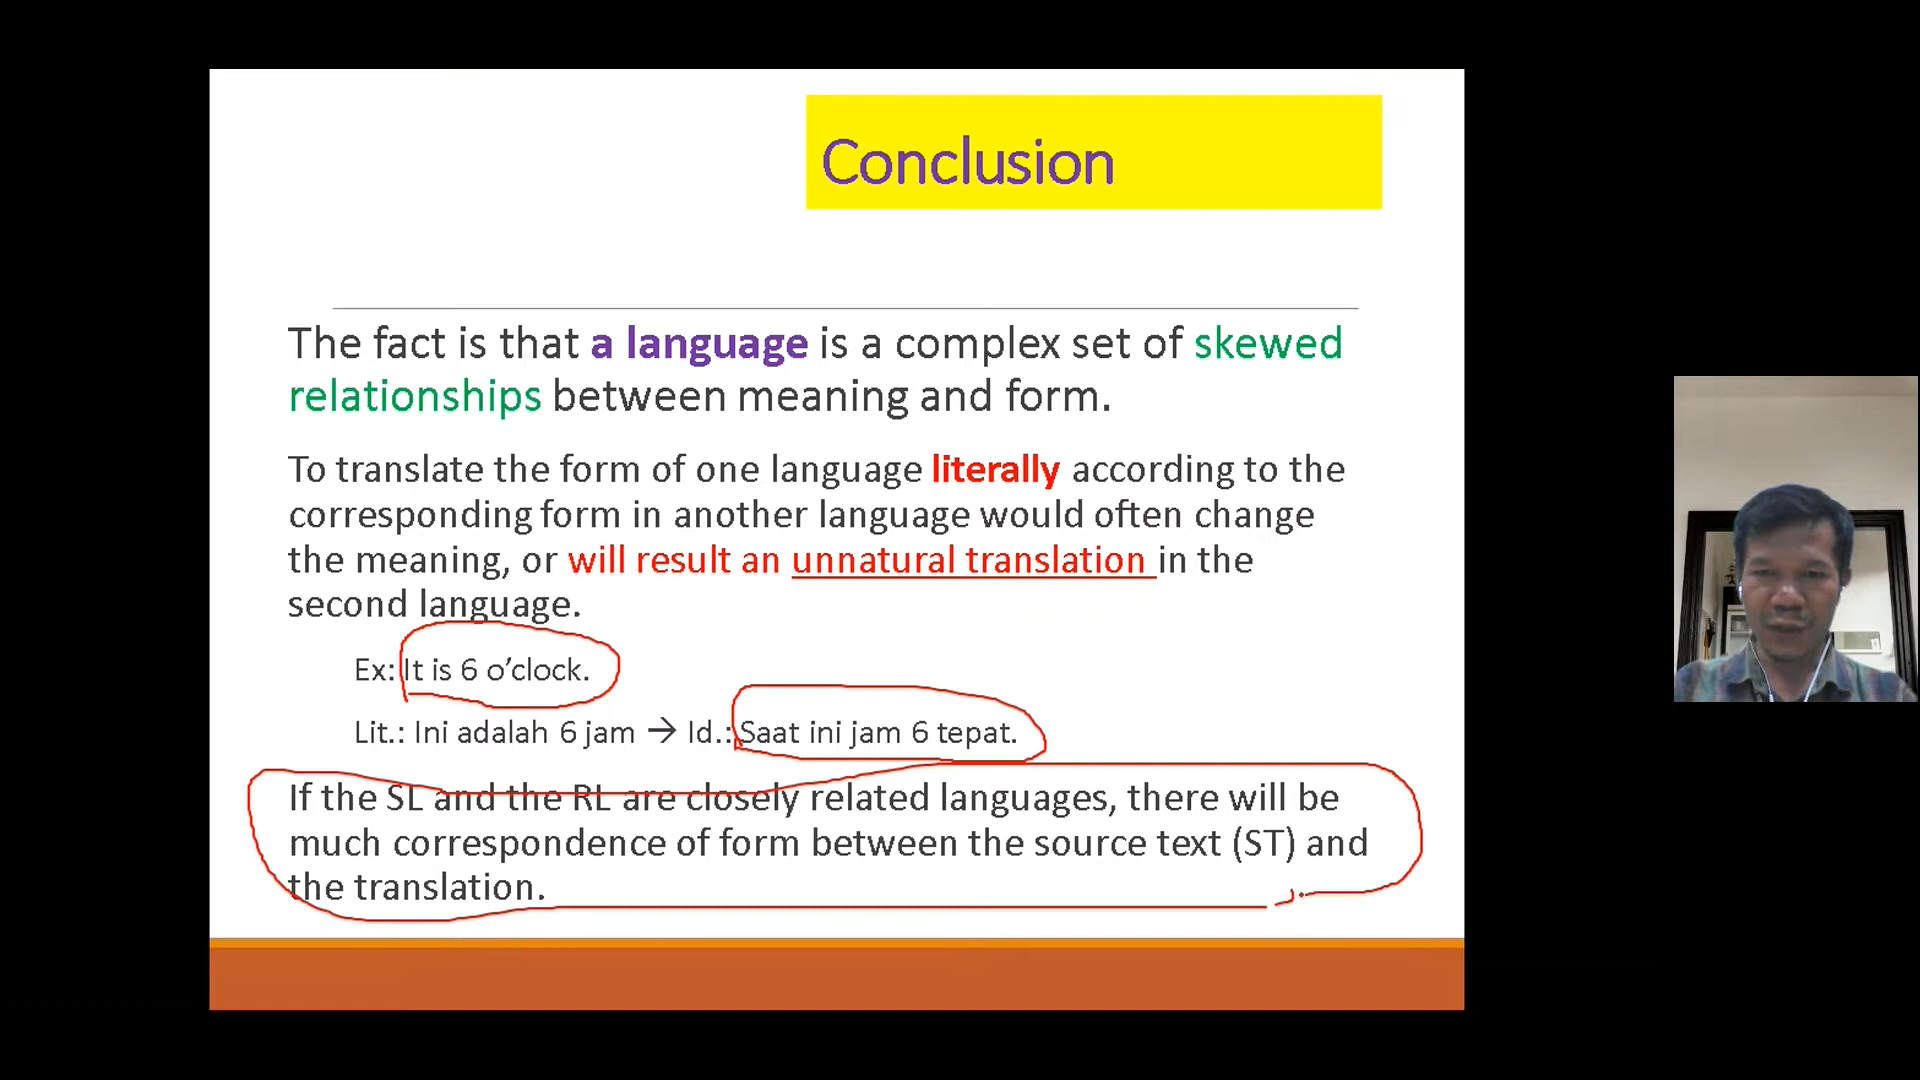 Conclusion
The fact is that a language is a complex set of skewed
relationships between meaning and form.
To translate the form of one language literally according to the
corresponding form in another language would often change
the meaning, or will result an unnatural translation in the
second language.
Ex: It is 6 o’clock.
Lit.: Ini adalah 6 jam → Id.: Saat ini jam 6 tepat.
If the SL and the RL are closely related languages, there will be
much correspondence of form between the source text (ST) and
the translation.